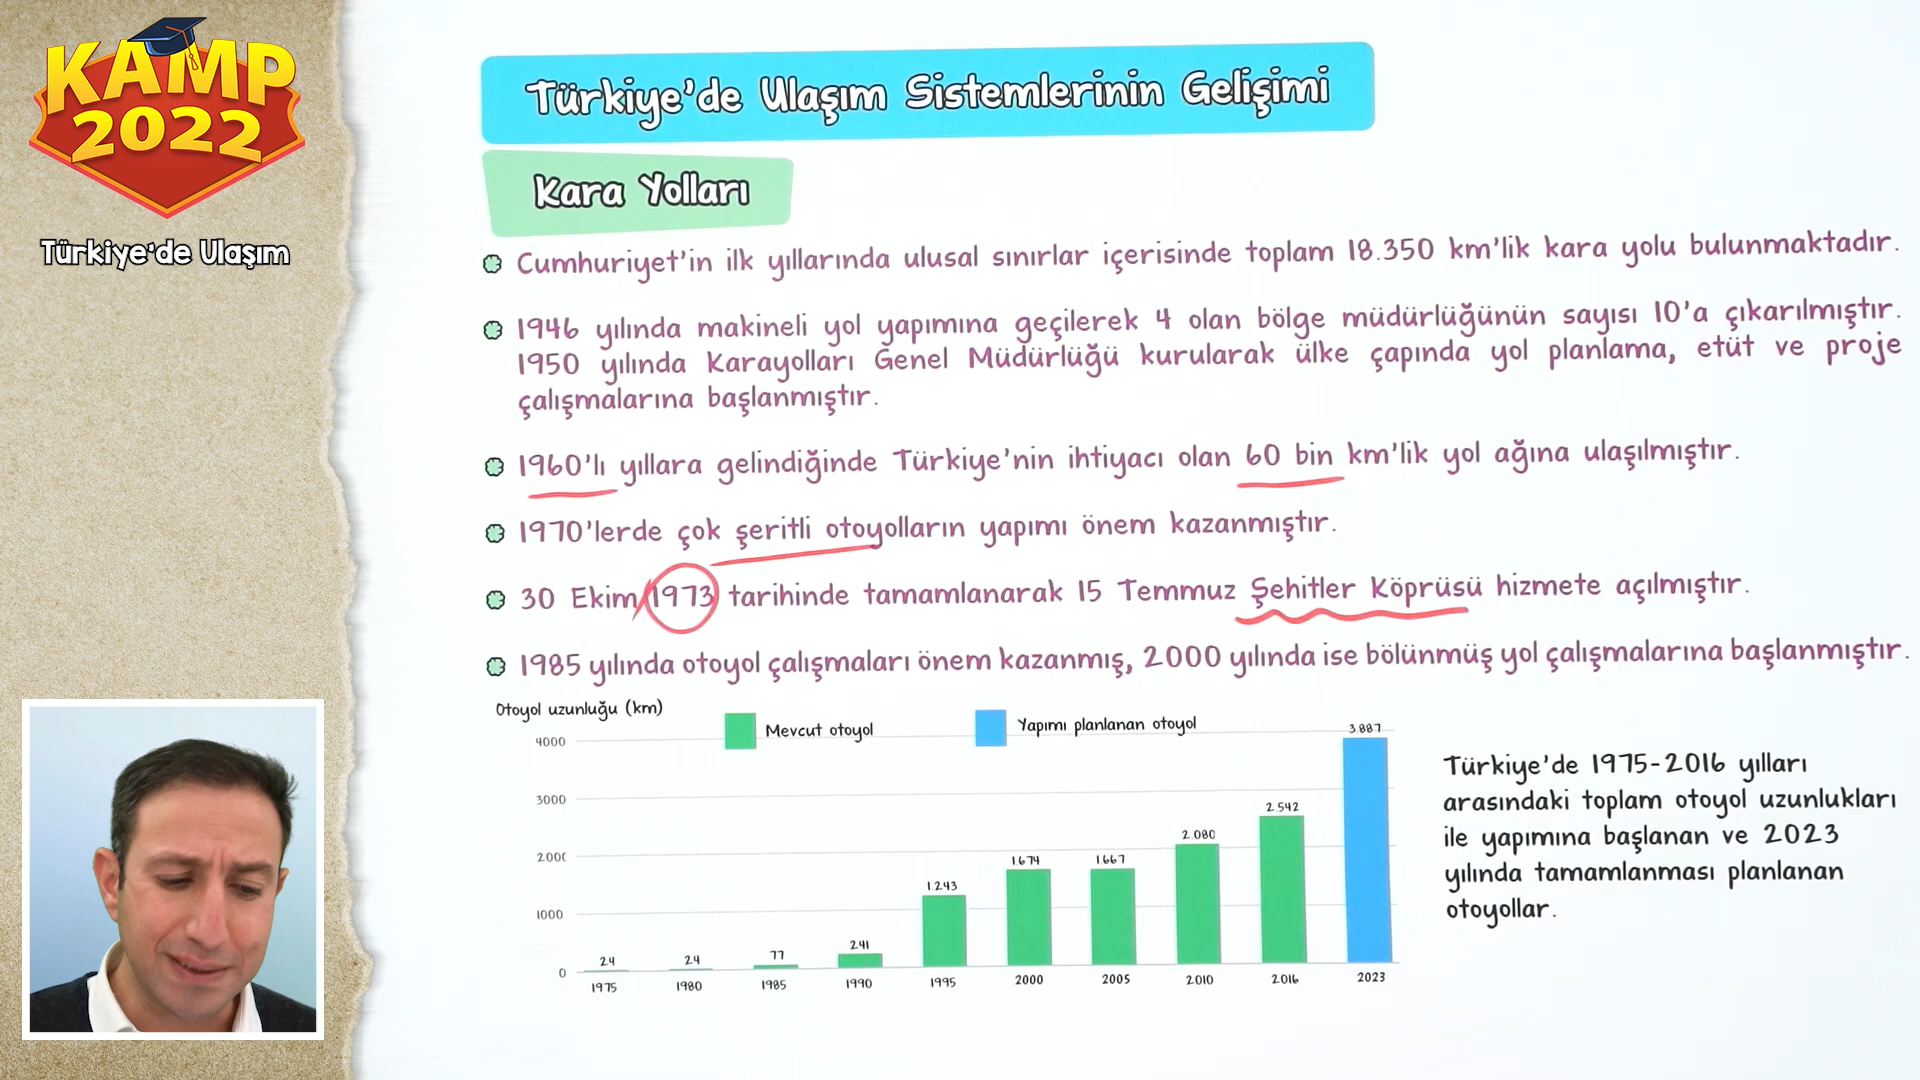 KAMP
2022
Türkiye'de Ulaşım
Türkiye'de Ulaşım Sistemlerinin Gelişimi
Kara Yolları
Cumhuriyet'in ilk yıllarında ulusal sınırlar içerisinde toplam 18.350 km'lik kara yolu bulunmaktadır.
1946 yılında makineli yol yapımına geçilerek 4 olan bölge müdürlüğünün sayısı 10'a çıkarılmıştır.
1950 yılında Karayolları Genel Müdürlüğü kurularak ülke çapında yol planlama, etüt ve proje
çalışmalarına başlanmıştır.
1960'lı yıllara gelindiğinde Türkiye'nin ihtiyacı olan 60 bin km'lik yol ağına ulaşılmıştır.
1970'lerde çok şeritli otoyolların yapımı önem kazanmıştır.
30 Ekim 1973 tarihinde tamamlanarak 15 Temmuz Şehitler Köprüsü hizmete açılmıştır.
1985 yılında otoyol çalışmaları önem kazanmış, 2000 yılında ise bölünmüş yol çalışmalarına başlanmıştır.
Otoyol uzunluğu (km)
Mevcut otoyol
Yapımı planlanan otoyol
4000
3000
2000
1000
0
24
24
77
241
1.243
1.674
1.667
2.080
2.542
3.887
1975
1980
1985
1990
1995
2000
2005
2010
2016
2023
Türkiye'de 1975-2016 yılları
arasındaki toplam otoyol uzunlukları
ile yapımına başlanan ve 2023
yılında tamamlanması planlanan
otoyollar.